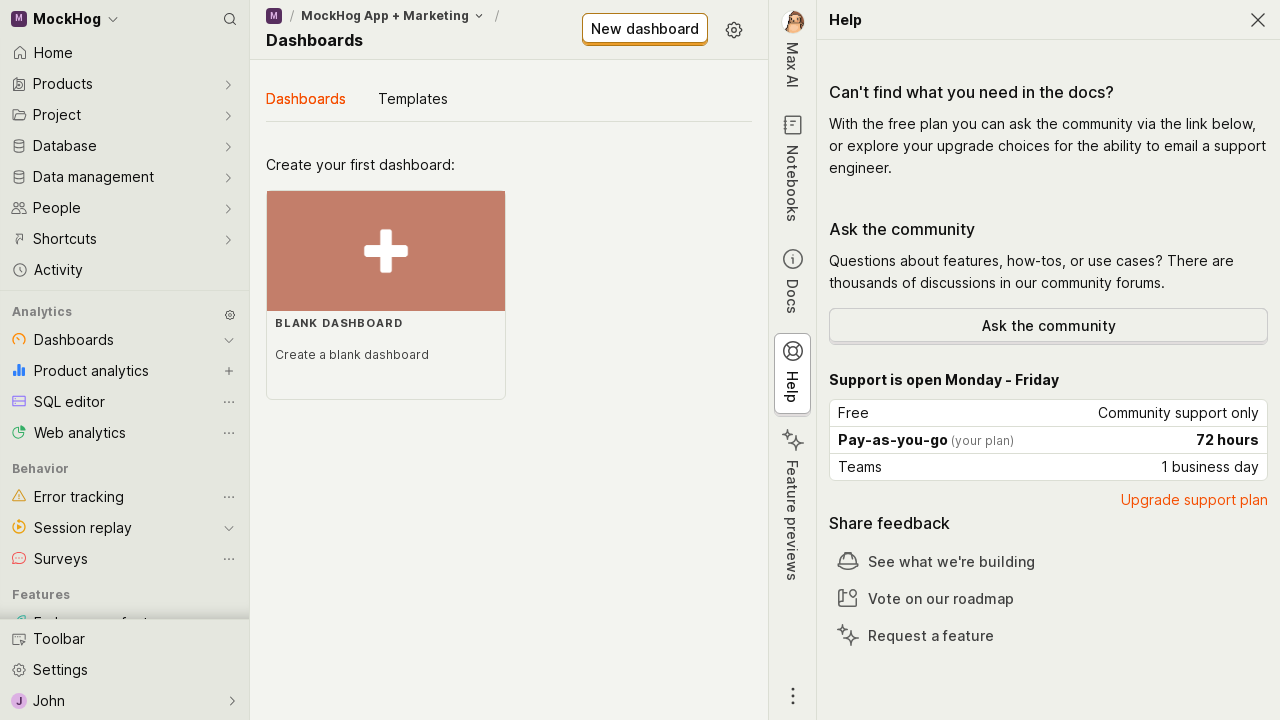 M MockHog
Home
Products
Project
Database
Data management
People
Shortcuts
Activity
Analytics
Dashboards
Product analytics
SQL editor
Web analytics
Behavior
Error tracking
Session replay
Surveys
Features
Toolbar
Settings
J John
M / MockHog App + Marketing /
Dashboards
New dashboard
Dashboards Templates
Create your first dashboard:
BLANK DASHBOARD
Create a blank dashboard
Max AI
Notebooks
Docs
Help
Feature previews
Help
Can't find what you need in the docs?
With the free plan you can ask the community via the link below,
or explore your upgrade choices for the ability to email a support
engineer.
Ask the community
Questions about features, how-tos, or use cases? There are
thousands of discussions in our community forums.
Ask the community
Support is open Monday - Friday
Free Community support only
Pay-as-you-go (your plan) 72 hours
Teams 1 business day
Upgrade support plan
Share feedback
See what we're building
Vote on our roadmap
Request a feature